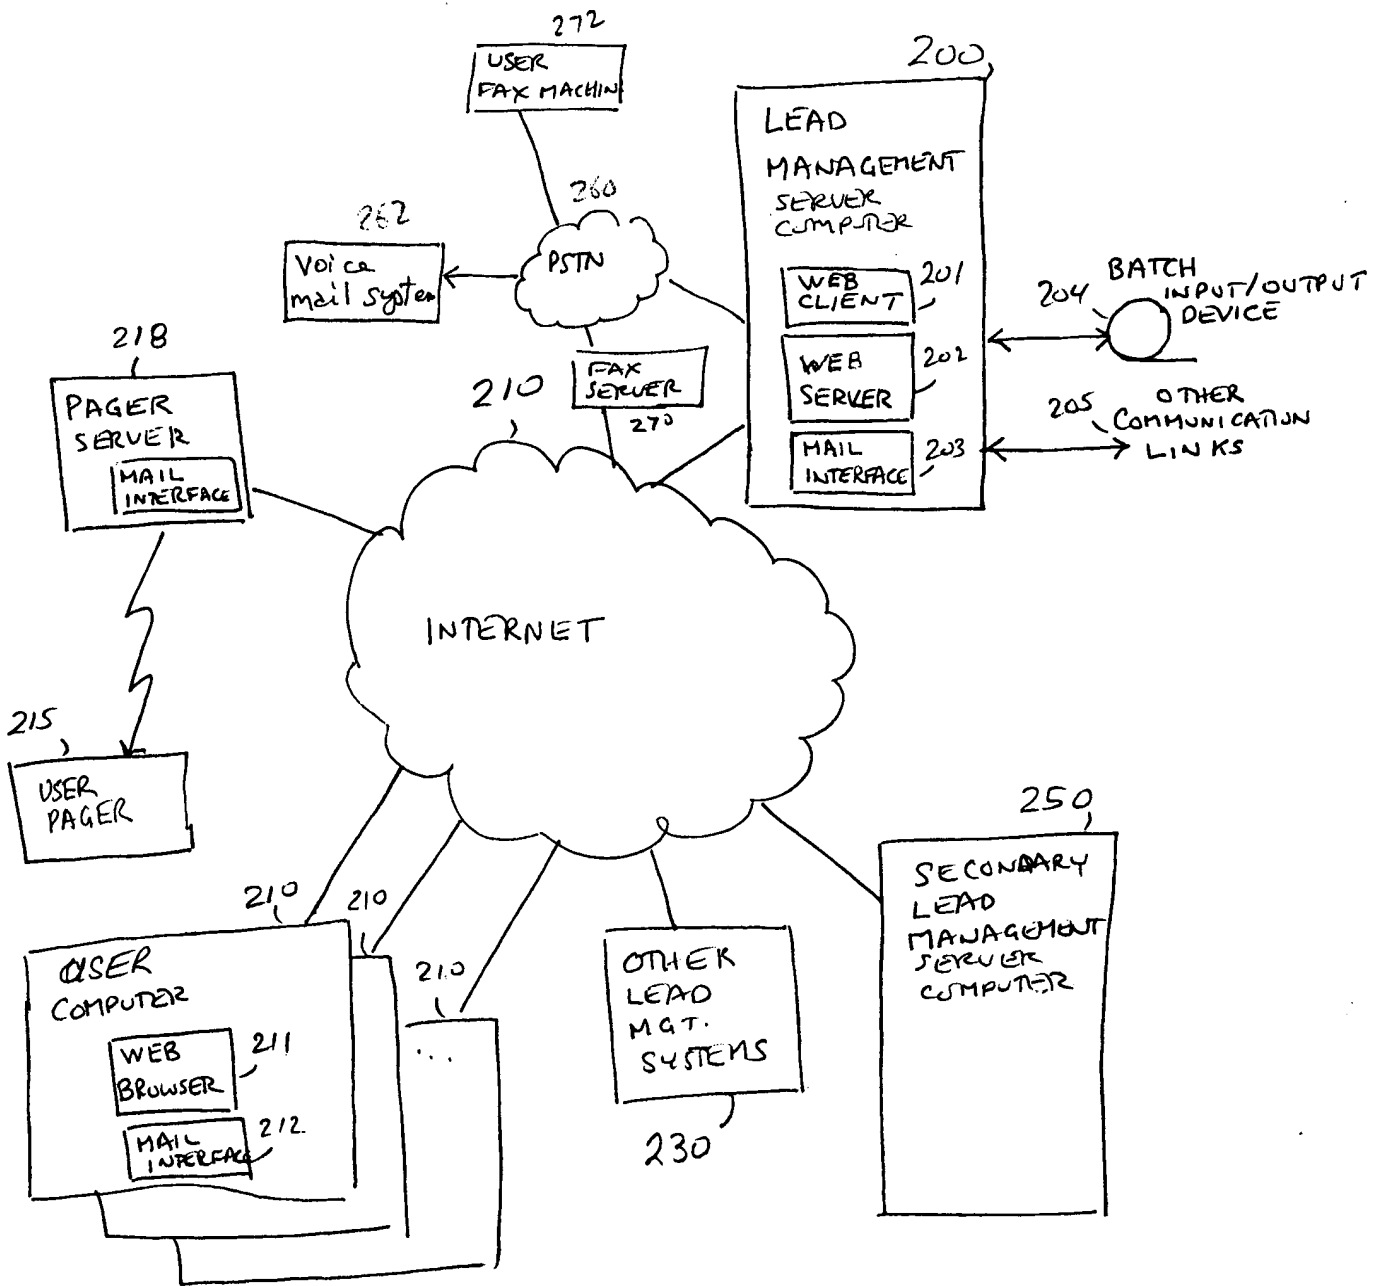 272
USER
FAX MACHIN
200
LEAD
MANAGEMENT
SERVER
COMPUTER
WEB
CLIENT
201
WEB
SERVER
202
MAIL
INTERFACE
203
204
BATCH
INPUT/OUTPUT
DEVICE
205
OTHER
COMMUNICATION
LINKS
260
PSTN
262
Voice
mail system
FAX
SERVER
270
218
PAGER
SERVER
MAIL
INTERFACE
210
INTERNET
215
USER
PAGER
210
USER
COMPUTER
WEB
BROWSER
211
MAIL
INTERFACE
212
210
210
...
OTHER
LEAD
MGT.
SYSTEMS
230
250
SECONDARY
LEAD
MANAGEMENT
SERVER
COMPUTER